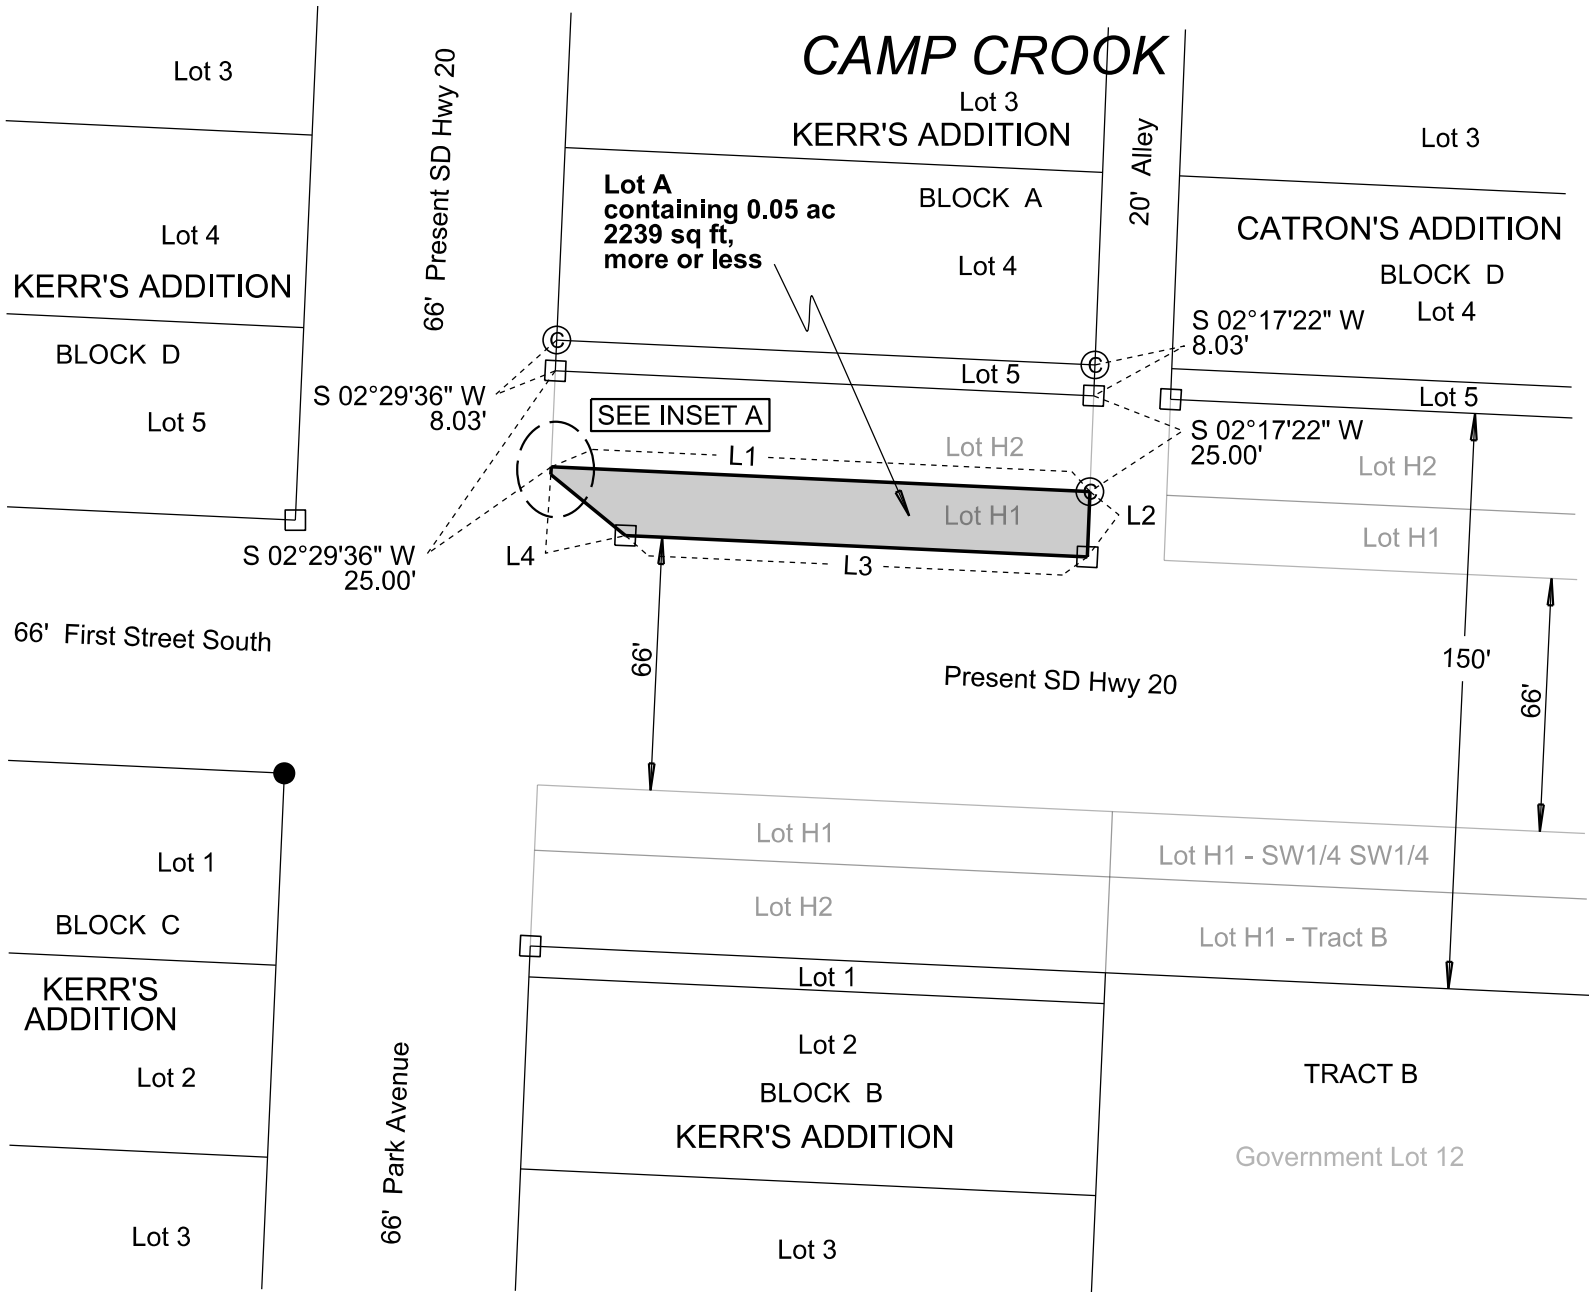 CAMP CROOK
Lot 3
66' Present SD Hwy 20
Lot 3
KERR'S ADDITION
20' Alley
Lot 3
Lot A
containing 0.05 ac
2239 sq ft,
more or less
BLOCK A
Lot 4
Lot 4
KERR'S ADDITION
CATRON'S ADDITION
BLOCK D
Lot 4
BLOCK D
Lot 5
C
C
S 02°17'22" W
8.03'
Lot 5
Lot 5
S 02°29'36" W
8.03'
SEE INSET A
S 02°17'22" W
25.00'
Lot H2
Lot H2
L1
C
Lot H1
L2
Lot H1
S 02°29'36" W
25.00'
L4
L3
66' First Street South
66'
Present SD Hwy 20
150'
66'
Lot 1
BLOCK C
KERR'S
ADDITION
Lot 2
Lot 3
66' Park Avenue
Lot H1
Lot H1 - SW1/4 SW1/4
Lot H2
Lot H1 - Tract B
Lot 1
Lot 2
BLOCK B
KERR'S ADDITION
Lot 3
TRACT B
Government Lot 12